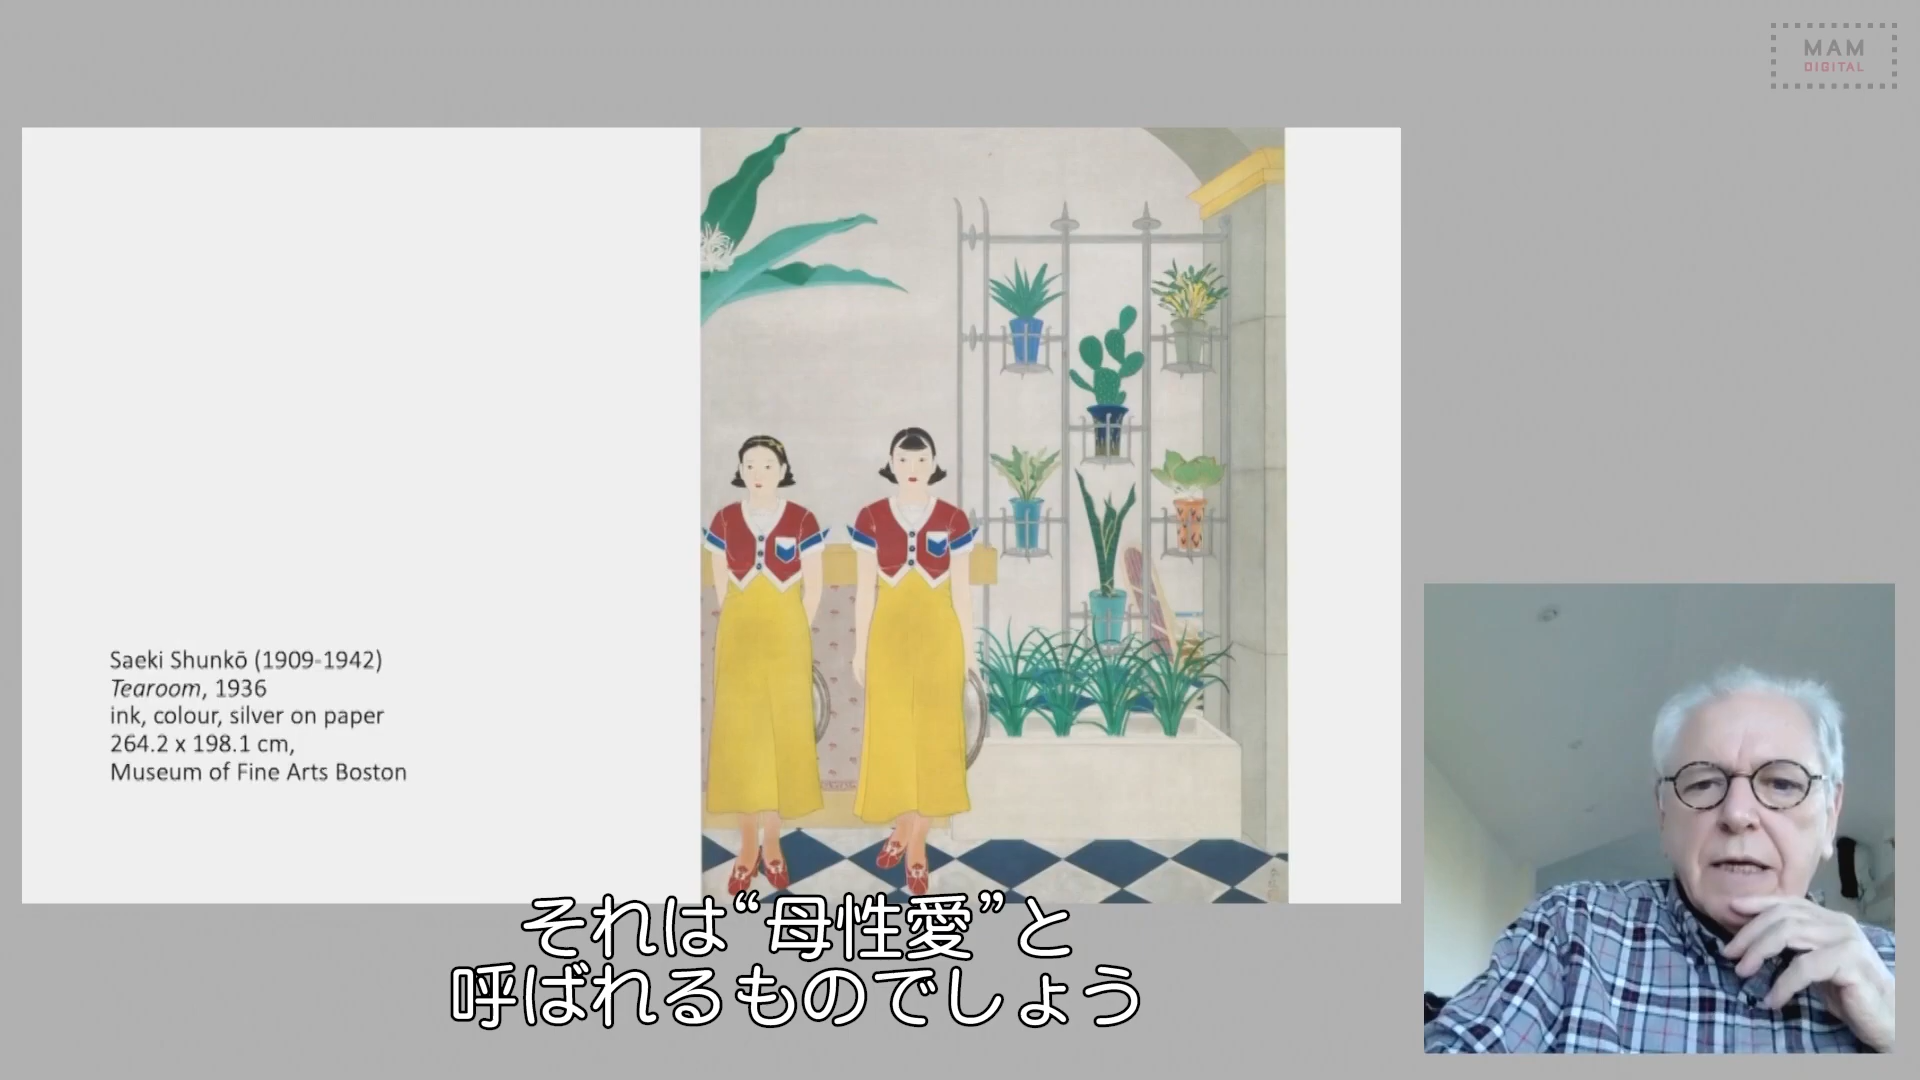 MAM
DIGITAL
Saeki Shunkō (1909-1942)
Tearoom, 1936
ink, colour, silver on paper
264.2 x 198.1 cm,
Museum of Fine Arts Boston
それは“母性愛”と
呼ばれるものでしょう